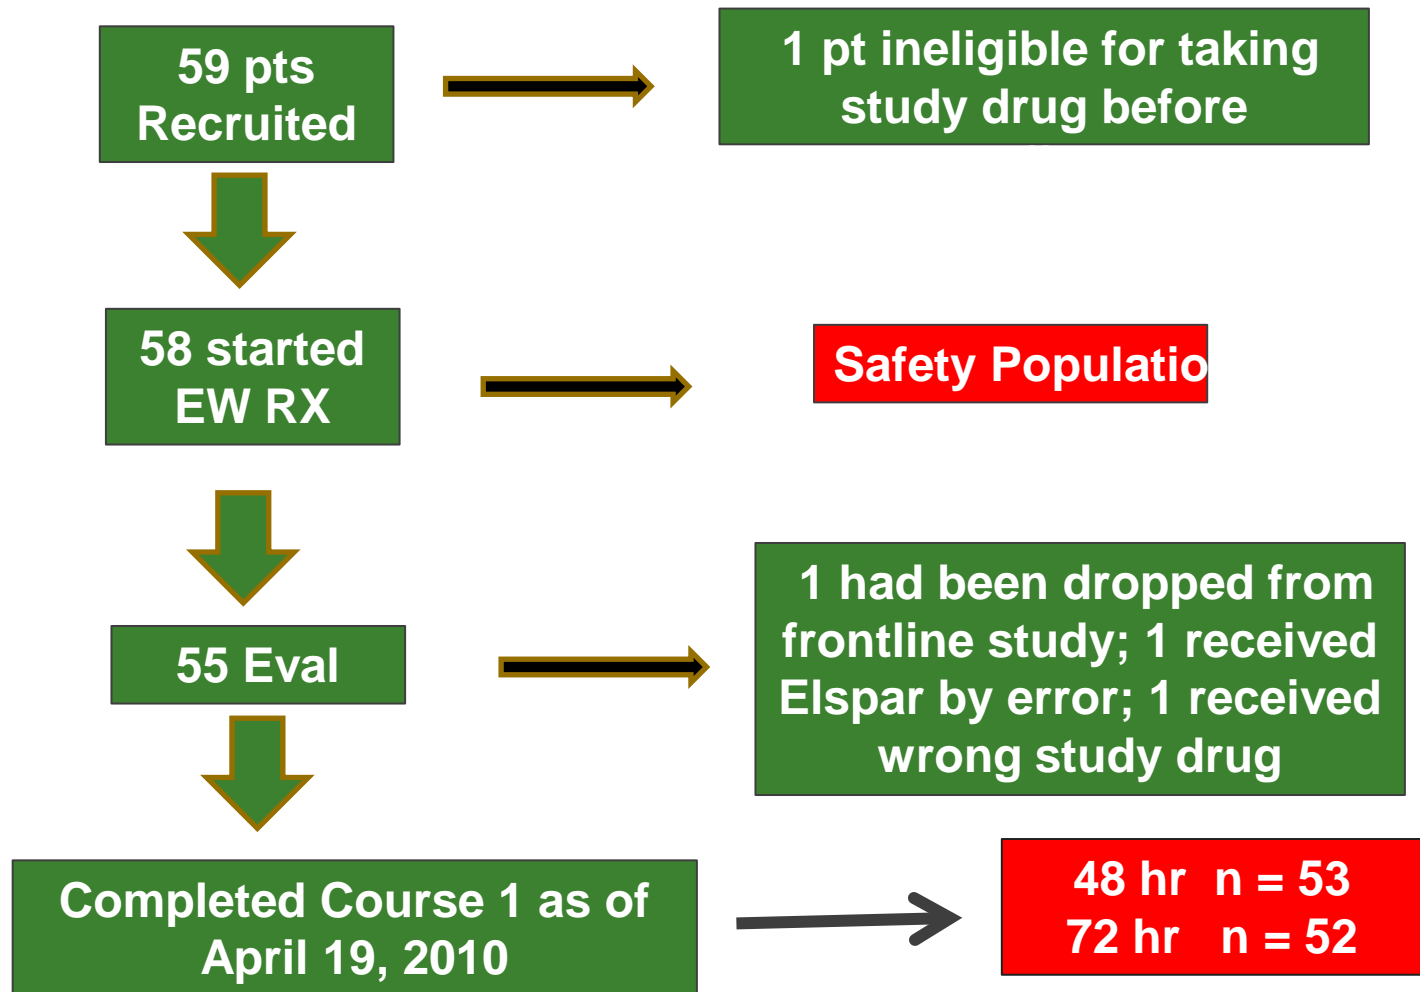 59 pts
Recruited
1 pt ineligible for taking
study drug before
58 started
EW RX
Safety Populatio
55 Eval
1 had been dropped from
frontline study; 1 received
Elspar by error; 1 received
wrong study drug
Completed Course 1 as of
April 19, 2010
48 hr n = 53
72 hr n = 52